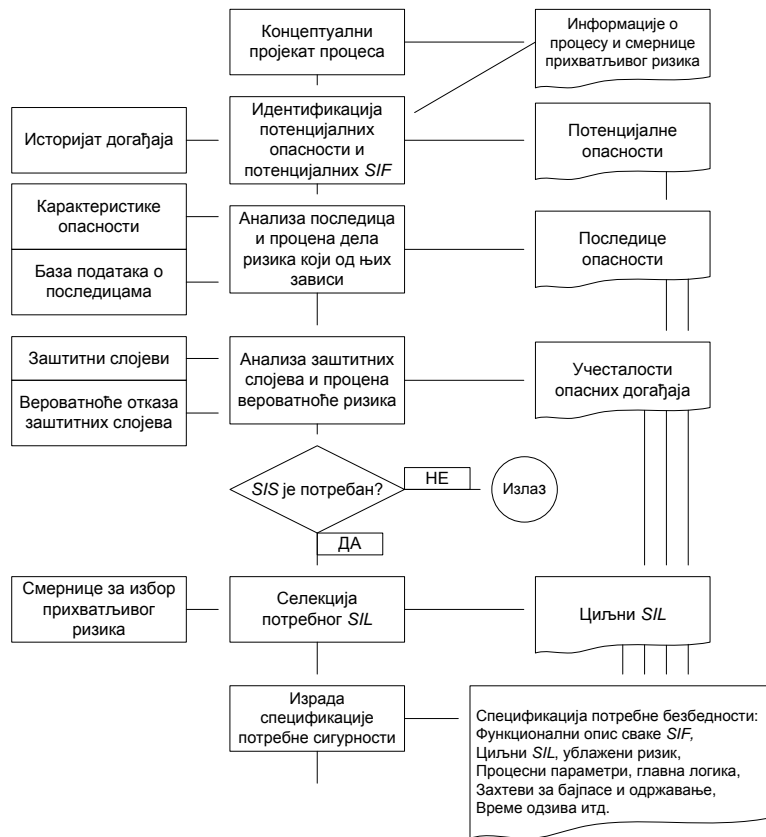 Концептуални
пројекат процеса
Информације о
процесу и смернице
прихватљивог ризика
Историјат догађаја
Идентификација
потенцијалних
опасности и
потенцијалних SIF
Потенцијалне
опасности
Карактеристике
опасности
База података о
последицама
Анализа последица
и процена дела
ризика који од њих
зависи
Последице
опасности
Заштитни слојеви
Вероватноће отказа
заштитних слојева
Анализа заштитних
слојева и процена
вероватноће ризика
Учесталости
опасних догађаја
SIS је потребан?
НЕ
Излаз
ДА
Смернице за избор
прихватљивог
ризика
Селекција
потребног SIL
Циљни SIL
Израда
спецификације
потребне сигурности
Спецификација потребне безбедности:
Функционални опис сваке SIF,
Циљни SIL, ублажени ризик,
Процесни параметри, главна логика,
Захтеви за бајпасе и одржавање,
Време одзива итд.